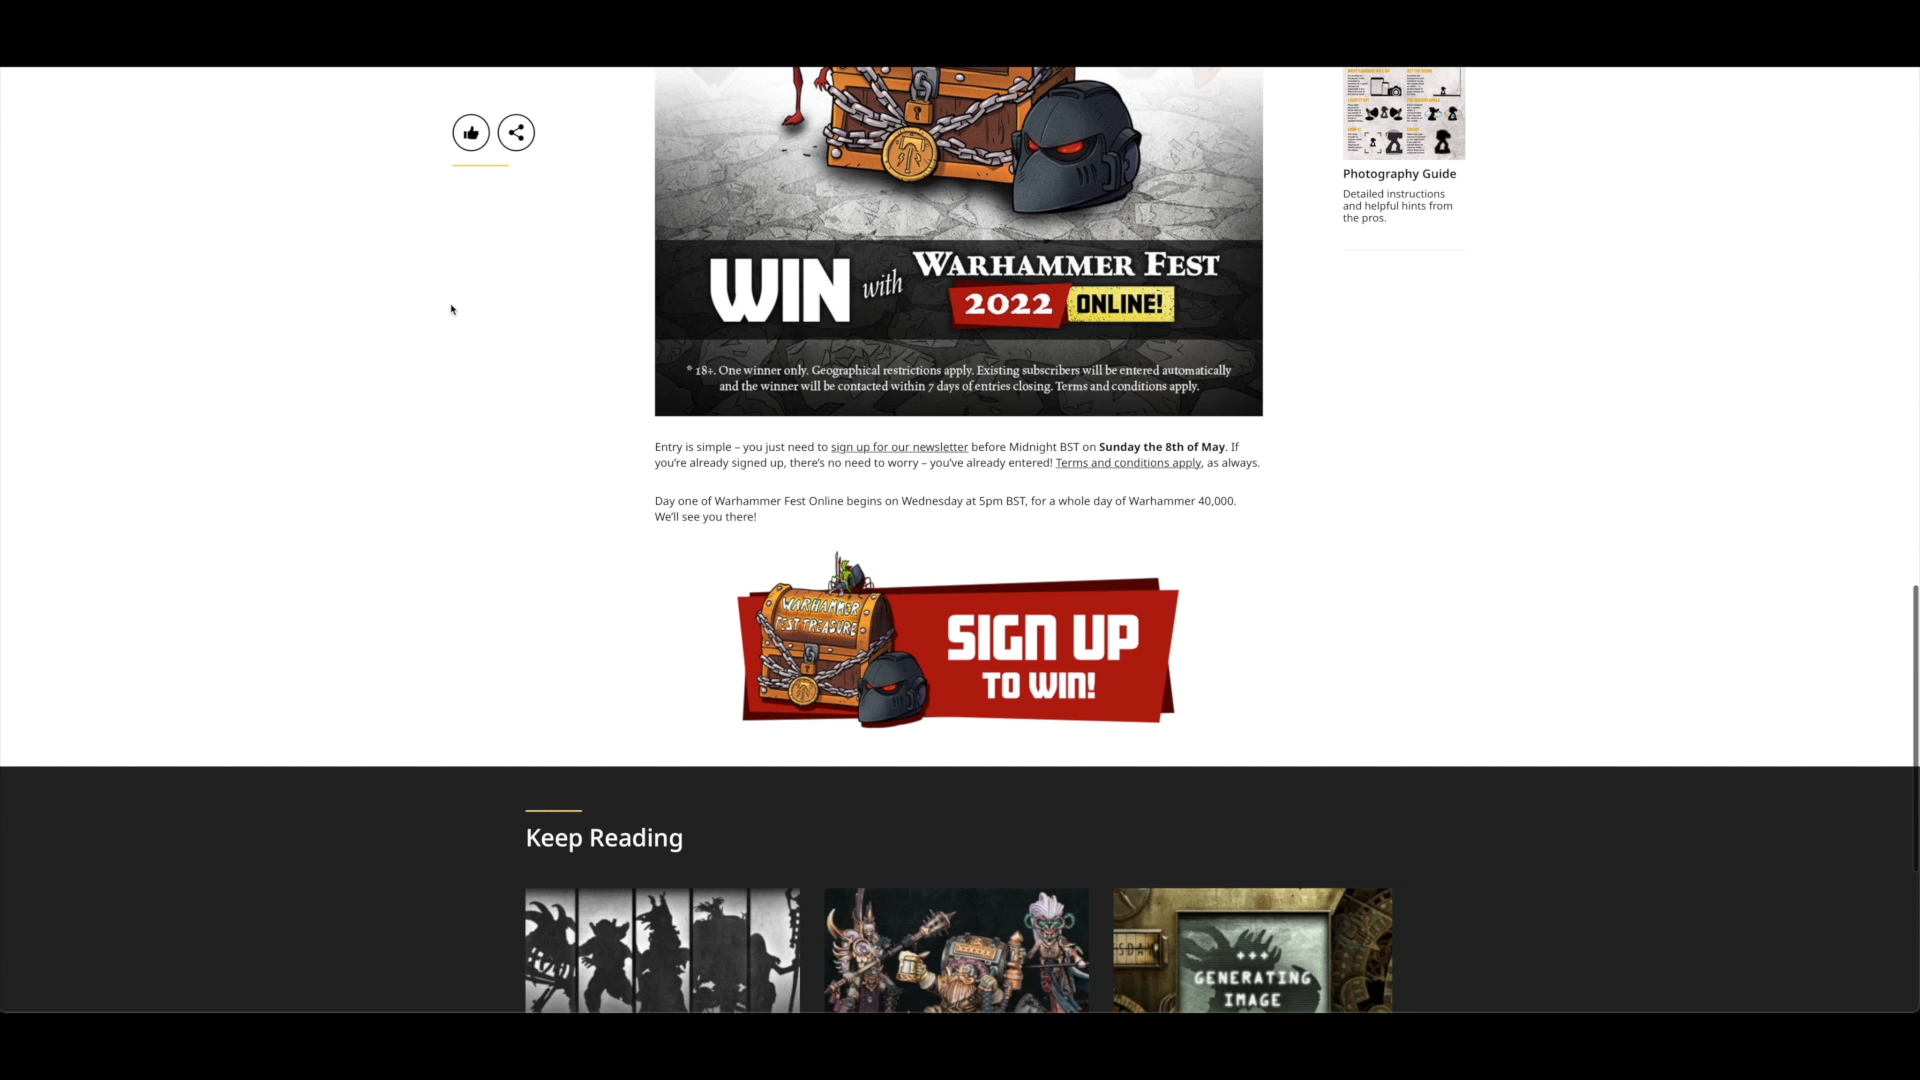 WIN with WARHAMMER FEST
2022 ONLINE!
* 18+. One winner only. Geographical restrictions apply. Existing subscribers will be entered automatically
and the winner will be contacted within 7 days of entries closing. Terms and conditions apply.
Photography Guide
Detailed instructions
and helpful hints from
the pros.
Entry is simple – you just need to sign up for our newsletter before Midnight BST on Sunday the 8th of May. If
you’re already signed up, there’s no need to worry – you’ve already entered! Terms and conditions apply, as always.
Day one of Warhammer Fest Online begins on Wednesday at 5pm BST, for a whole day of Warhammer 40,000.
We’ll see you there!
WARHAMMER
FEST TREASURE
SIGN UP
TO WIN!
Keep Reading
+++
GENERATING
IMAGE